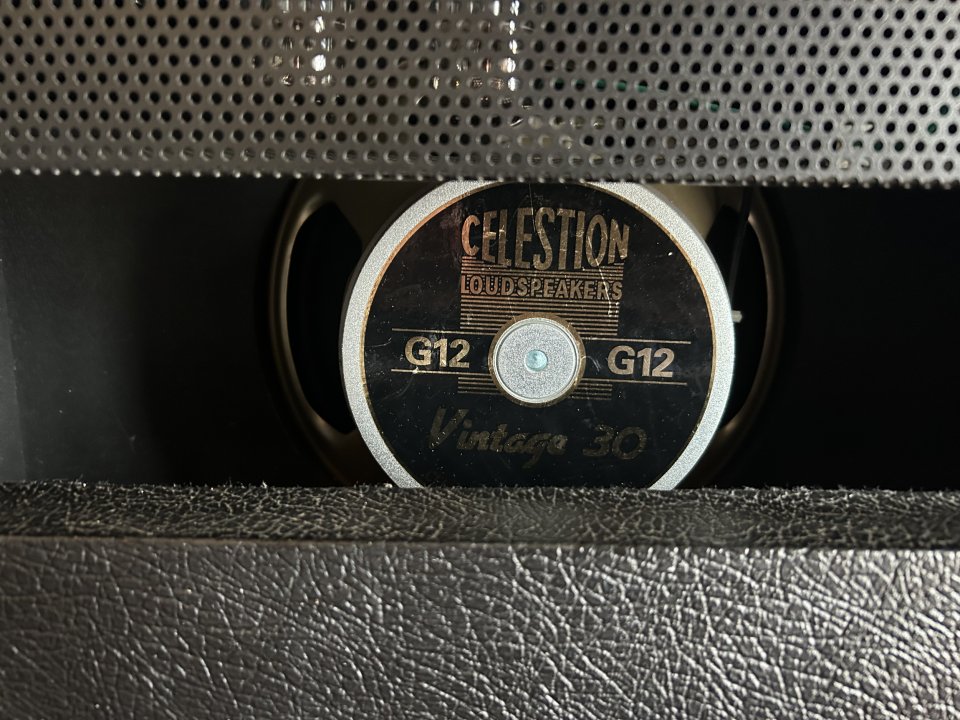 CELESTION
LOUDSPEAKERS
G12 G12
Vintage 30